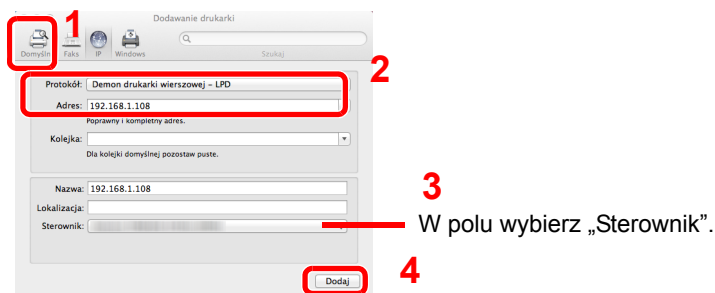 1
Dodawanie drukarki
Domyśln Faks IP Windows
Szukaj
2
Protokół: Demon drukarki wierszowej – LPD
Adres: 192.168.1.108
Poprawny i kompletny adres.
Kolejka:
Dla kolejki domyślnej pozostaw puste.
Nazwa: 192.168.1.108
Lokalizacja:
Sterownik:
3
W polu wybierz „Sterownik”.
Dodaj
4